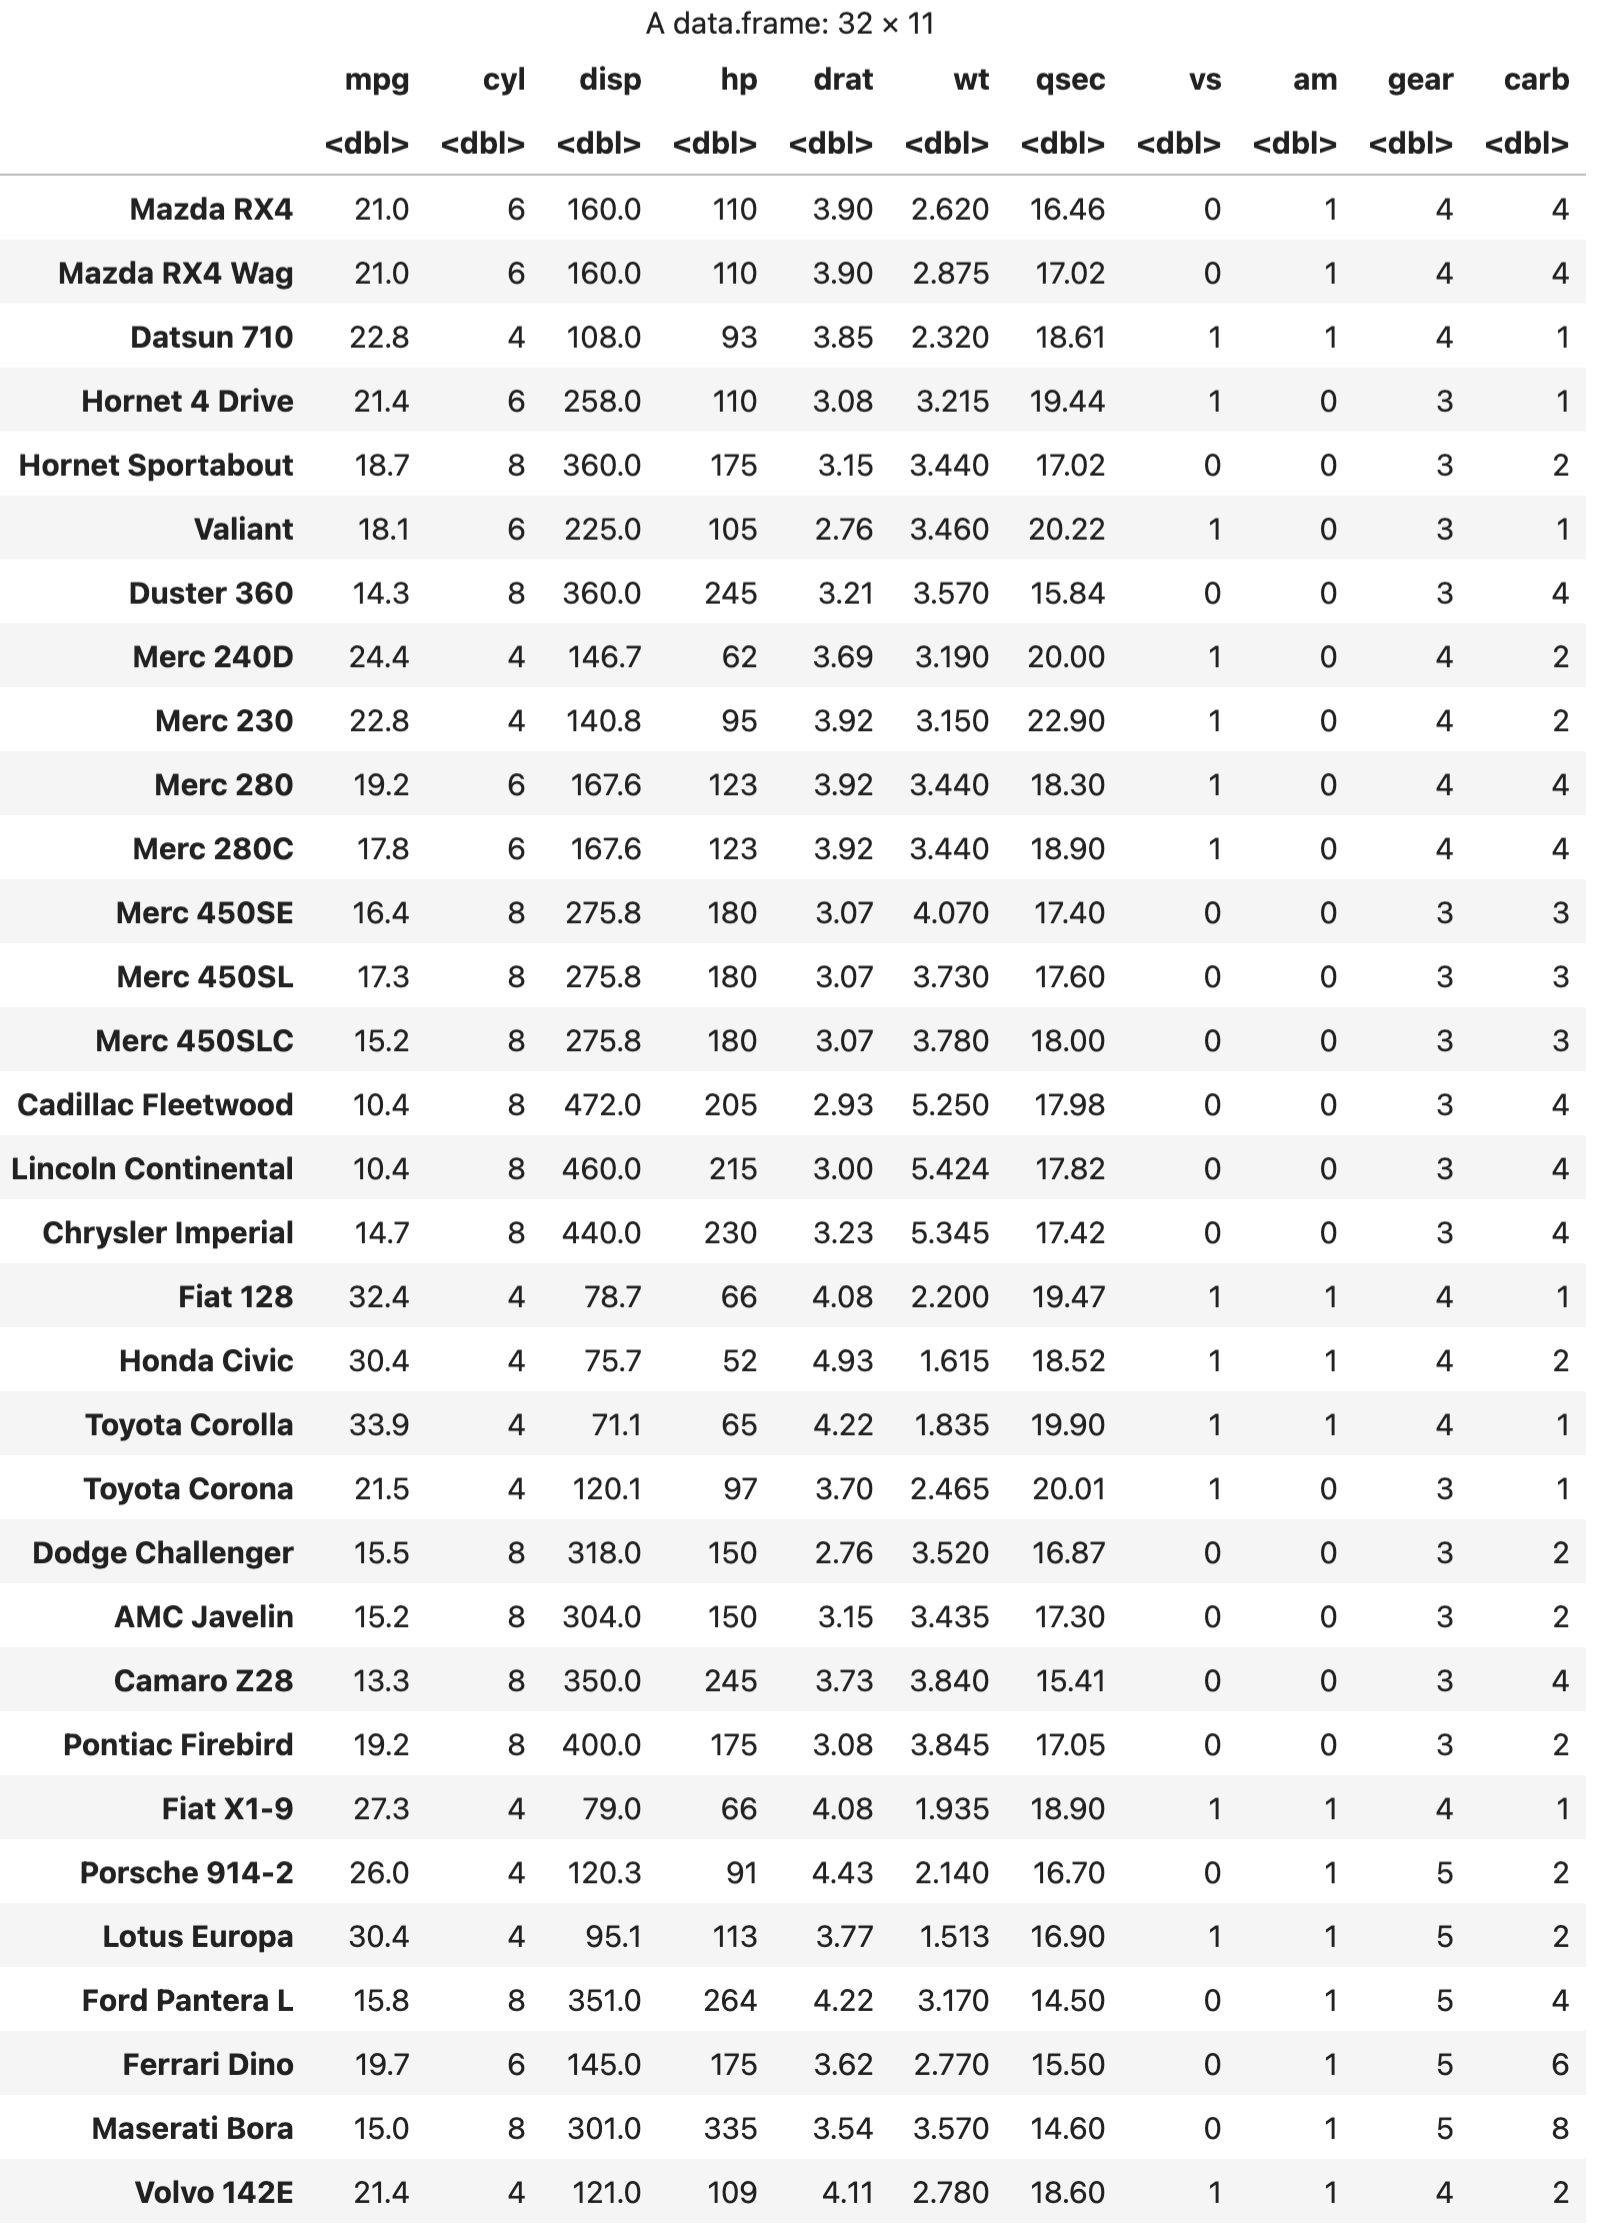 A data.frame: 32 × 11
mpg cyl disp hp drat wt qsec vs am gear carb
<dbl> <dbl> <dbl> <dbl> <dbl> <dbl> <dbl> <dbl> <dbl> <dbl> <dbl>
Mazda RX4 21.0 6 160.0 110 3.90 2.620 16.46 0 1 4 4
Mazda RX4 Wag 21.0 6 160.0 110 3.90 2.875 17.02 0 1 4 4
Datsun 710 22.8 4 108.0 93 3.85 2.320 18.61 1 1 4 1
Hornet 4 Drive 21.4 6 258.0 110 3.08 3.215 19.44 1 0 3 1
Hornet Sportabout 18.7 8 360.0 175 3.15 3.440 17.02 0 0 3 2
Valiant 18.1 6 225.0 105 2.76 3.460 20.22 1 0 3 1
Duster 360 14.3 8 360.0 245 3.21 3.570 15.84 0 0 3 4
Merc 240D 24.4 4 146.7 62 3.69 3.190 20.00 1 0 4 2
Merc 230 22.8 4 140.8 95 3.92 3.150 22.90 1 0 4 2
Merc 280 19.2 6 167.6 123 3.92 3.440 18.30 1 0 4 4
Merc 280C 17.8 6 167.6 123 3.92 3.440 18.90 1 0 4 4
Merc 450SE 16.4 8 275.8 180 3.07 4.070 17.40 0 0 3 3
Merc 450SL 17.3 8 275.8 180 3.07 3.730 17.60 0 0 3 3
Merc 450SLC 15.2 8 275.8 180 3.07 3.780 18.00 0 0 3 3
Cadillac Fleetwood 10.4 8 472.0 205 2.93 5.250 17.98 0 0 3 4
Lincoln Continental 10.4 8 460.0 215 3.00 5.424 17.82 0 0 3 4
Chrysler Imperial 14.7 8 440.0 230 3.23 5.345 17.42 0 0 3 4
Fiat 128 32.4 4 78.7 66 4.08 2.200 19.47 1 1 4 1
Honda Civic 30.4 4 75.7 52 4.93 1.615 18.52 1 1 4 2
Toyota Corolla 33.9 4 71.1 65 4.22 1.835 19.90 1 1 4 1
Toyota Corona 21.5 4 120.1 97 3.70 2.465 20.01 1 0 3 1
Dodge Challenger 15.5 8 318.0 150 2.76 3.520 16.87 0 0 3 2
AMC Javelin 15.2 8 304.0 150 3.15 3.435 17.30 0 0 3 2
Camaro Z28 13.3 8 350.0 245 3.73 3.840 15.41 0 0 3 4
Pontiac Firebird 19.2 8 400.0 175 3.08 3.845 17.05 0 0 3 2
Fiat X1-9 27.3 4 79.0 66 4.08 1.935 18.90 1 1 4 1
Porsche 914-2 26.0 4 120.3 91 4.43 2.140 16.70 0 1 5 2
Lotus Europa 30.4 4 95.1 113 3.77 1.513 16.90 1 1 5 2
Ford Pantera L 15.8 8 351.0 264 4.22 3.170 14.50 0 1 5 4
Ferrari Dino 19.7 6 145.0 175 3.62 2.770 15.50 0 1 5 6
Maserati Bora 15.0 8 301.0 335 3.54 3.570 14.60 0 1 5 8
Volvo 142E 21.4 4 121.0 109 4.11 2.780 18.60 1 1 4 2